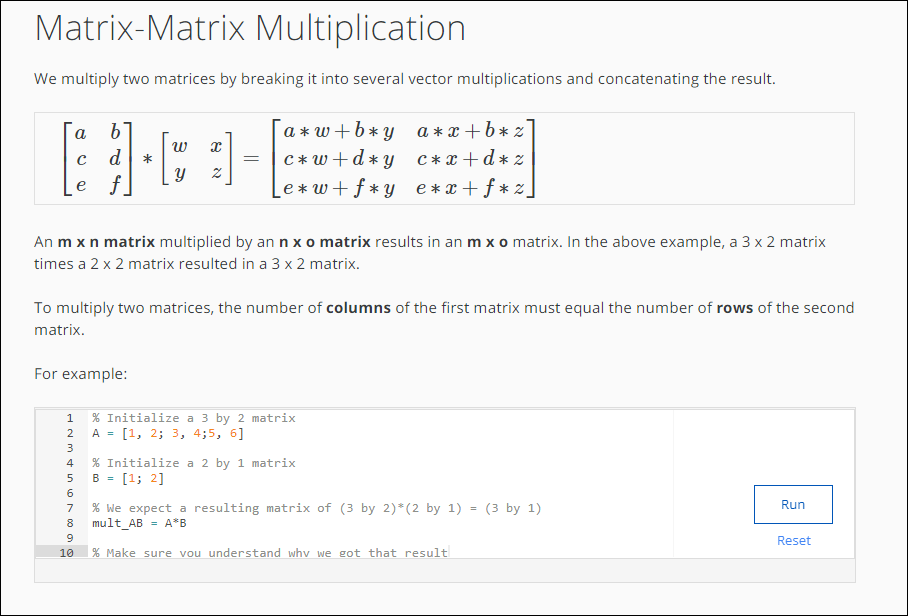 Matrix-Matrix Multiplication
We multiply two matrices by breaking it into several vector multiplications and concatenating the result.
[a b; c d; e f] * [w x; y z] = [a∗w+b∗y a∗x+b∗z; c∗w+d∗y c∗x+d∗z; e∗w+f∗y e∗x+f∗z]
An m x n matrix multiplied by an n x o matrix results in an m x o matrix. In the above example, a 3 x 2 matrix
times a 2 x 2 matrix resulted in a 3 x 2 matrix.
To multiply two matrices, the number of columns of the first matrix must equal the number of rows of the second
matrix.
For example:
1 % Initialize a 3 by 2 matrix
2 A = [1, 2; 3, 4;5, 6]
3
4 % Initialize a 2 by 1 matrix
5 B = [1; 2]
6
7 % We expect a resulting matrix of (3 by 2)*(2 by 1) = (3 by 1)
8 mult_AB = A*B
9
10 % Make sure you understand why we got that result
Run
Reset